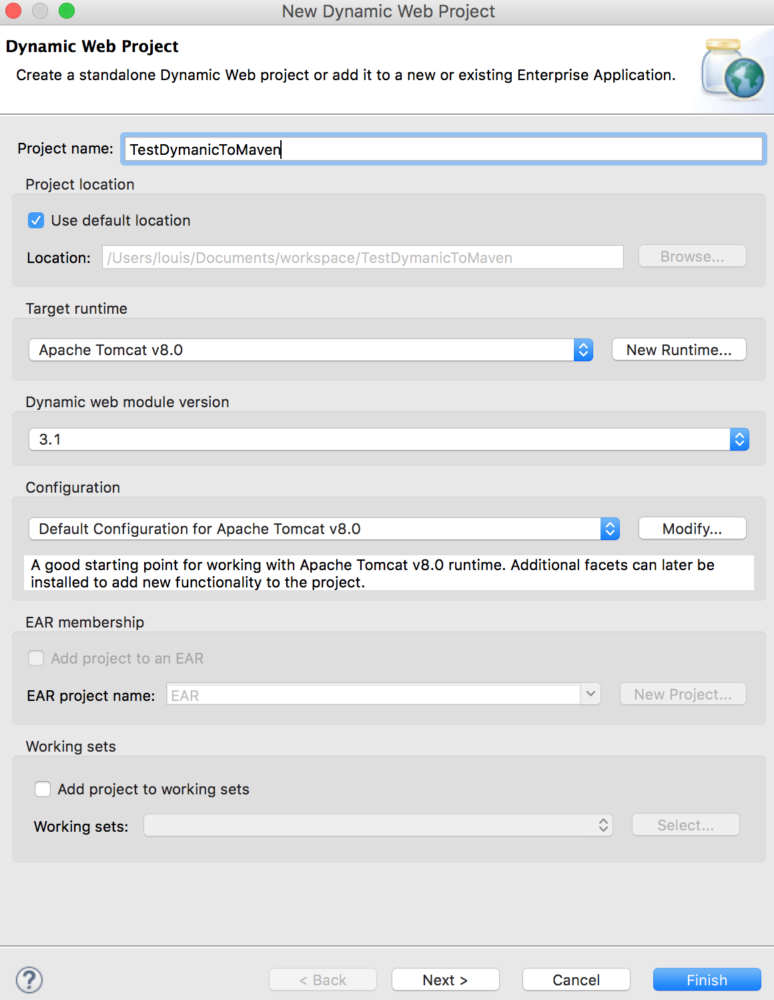 New Dynamic Web Project
Dynamic Web Project
Create a standalone Dynamic Web project or add it to a new or existing Enterprise Application.
Project name: TestDymanicToMaven
Project location
Use default location
Location: /Users/louis/Documents/workspace/TestDymanicToMaven Browse...
Target runtime
Apache Tomcat v8.0 New Runtime...
Dynamic web module version
3.1
Configuration
Default Configuration for Apache Tomcat v8.0 Modify...
A good starting point for working with Apache Tomcat v8.0 runtime. Additional facets can later be
installed to add new functionality to the project.
EAR membership
Add project to an EAR
EAR project name: EAR New Project...
Working sets
Add project to working sets
Working sets: Select...
? < Back Next > Cancel Finish